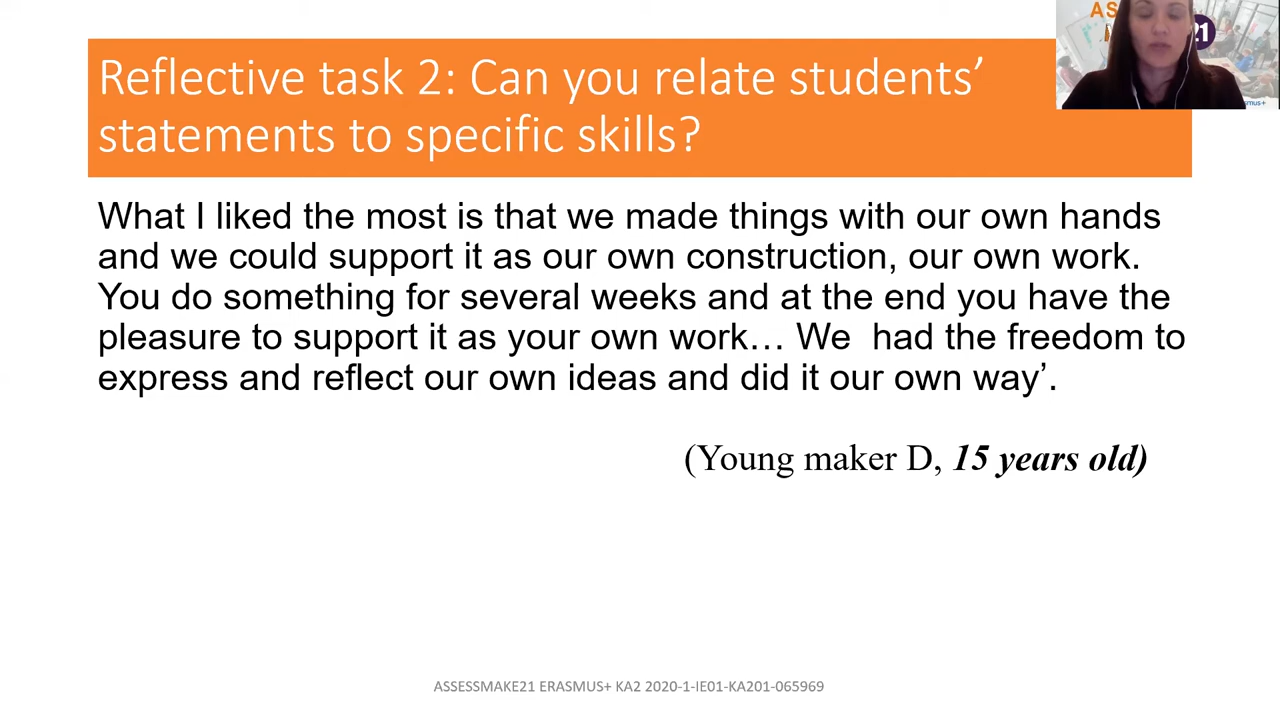 Reflective task 2: Can you relate students’
statements to specific skills?
AS
21
What I liked the most is that we made things with our own hands
and we could support it as our own construction, our own work.
You do something for several weeks and at the end you have the
pleasure to support it as your own work… We  had the freedom to
express and reflect our own ideas and did it our own way’.
(Young maker D, 15 years old)
ASSESSMAKE21 ERASMUS+ KA2 2020-1-IE01-KA201-065969